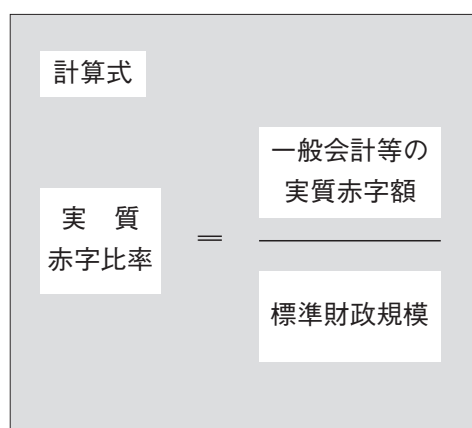 計算式
実　質
赤字比率
＝
一般会計等の
実質赤字額
標準財政規模